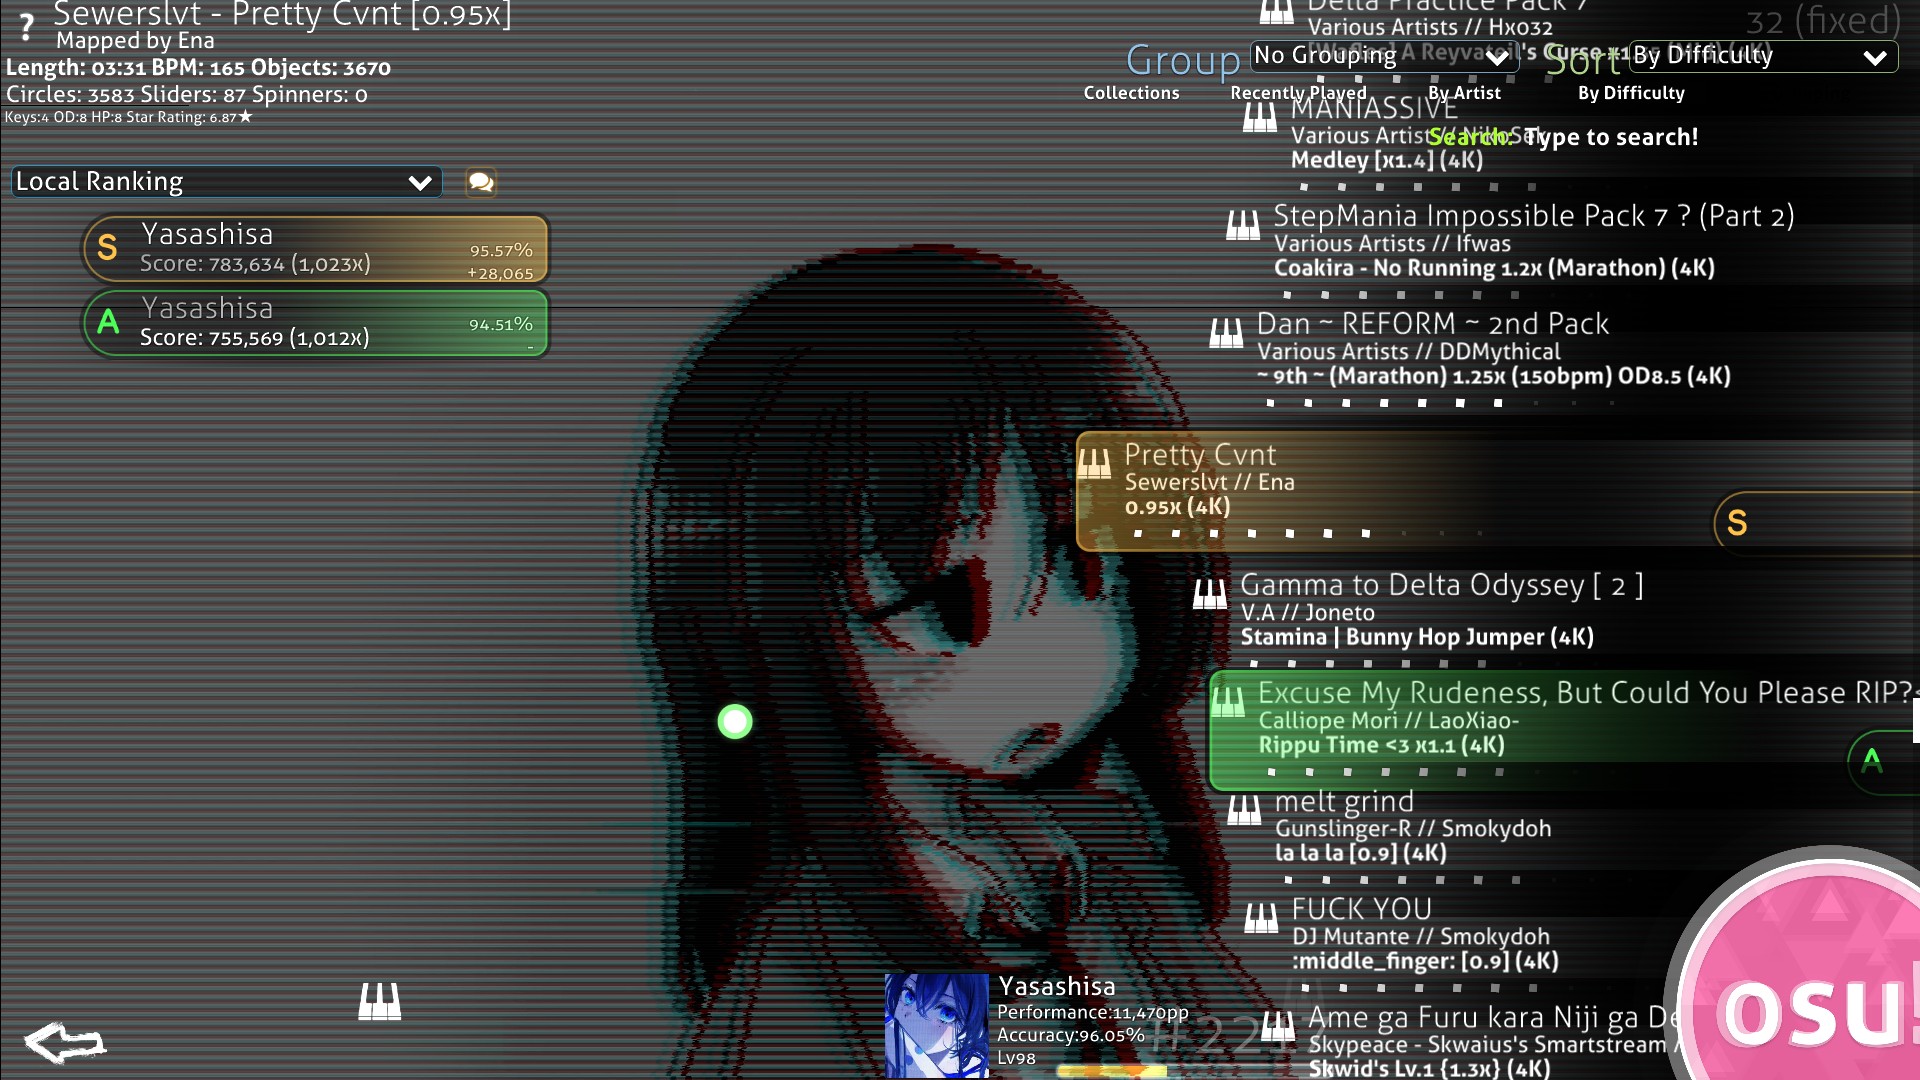 ?
Sewerslvt - Pretty Cvnt [0.95x]
Mapped by Ena
Length: 03:31 BPM: 165 Objects: 3670
Circles: 3583 Sliders: 87 Spinners: 0
Keys:4 OD:8 HP:8 Star Rating: 6.87★
Local Ranking
S
Yasashisa
Score: 783,634 (1,023x)
95.57%
+28,065
A
Yasashisa
Score: 755,569 (1,012x)
94.51%
-
32 (fixed)
Group
No Grouping
Sort
By Difficulty
Collections
Recently Played
By Artist
By Difficulty
Search: Type to search!
Delta Practice Pack 7
Various Artists // Hx032
A Reyvateil's Curse
MANIASSIVE
Various Artist // NikoSek
Medley [x1.4] (4K)
StepMania Impossible Pack 7 ? (Part 2)
Various Artists // Ifwas
Coakira - No Running 1.2x (Marathon) (4K)
Dan ~ REFORM ~ 2nd Pack
Various Artists // DDMythical
~ 9th ~ (Marathon) 1.25x (150bpm) OD8.5 (4K)
Pretty Cvnt
Sewerslvt // Ena
0.95x (4K)
S
Gamma to Delta Odyssey [ 2 ]
V.A // Joneto
Stamina | Bunny Hop Jumper (4K)
Excuse My Rudeness, But Could You Please RIP?
Calliope Mori // LaoXiao-
Rippu Time <3 x1.1 (4K)
A
melt grind
Gunslinger-R // Smokydoh
la la la [0.9] (4K)
FUCK YOU
DJ Mutante // Smokydoh
:middle_finger: [0.9] (4K)
Ame ga Furu kara Niji ga De
Skypeace - Skwaius's Smartstream /
Skwid's Lv.1 {1.3x} (4K)
Yasashisa
Performance:11,470pp
Accuracy:96.05%
Lv98
#221
osu!